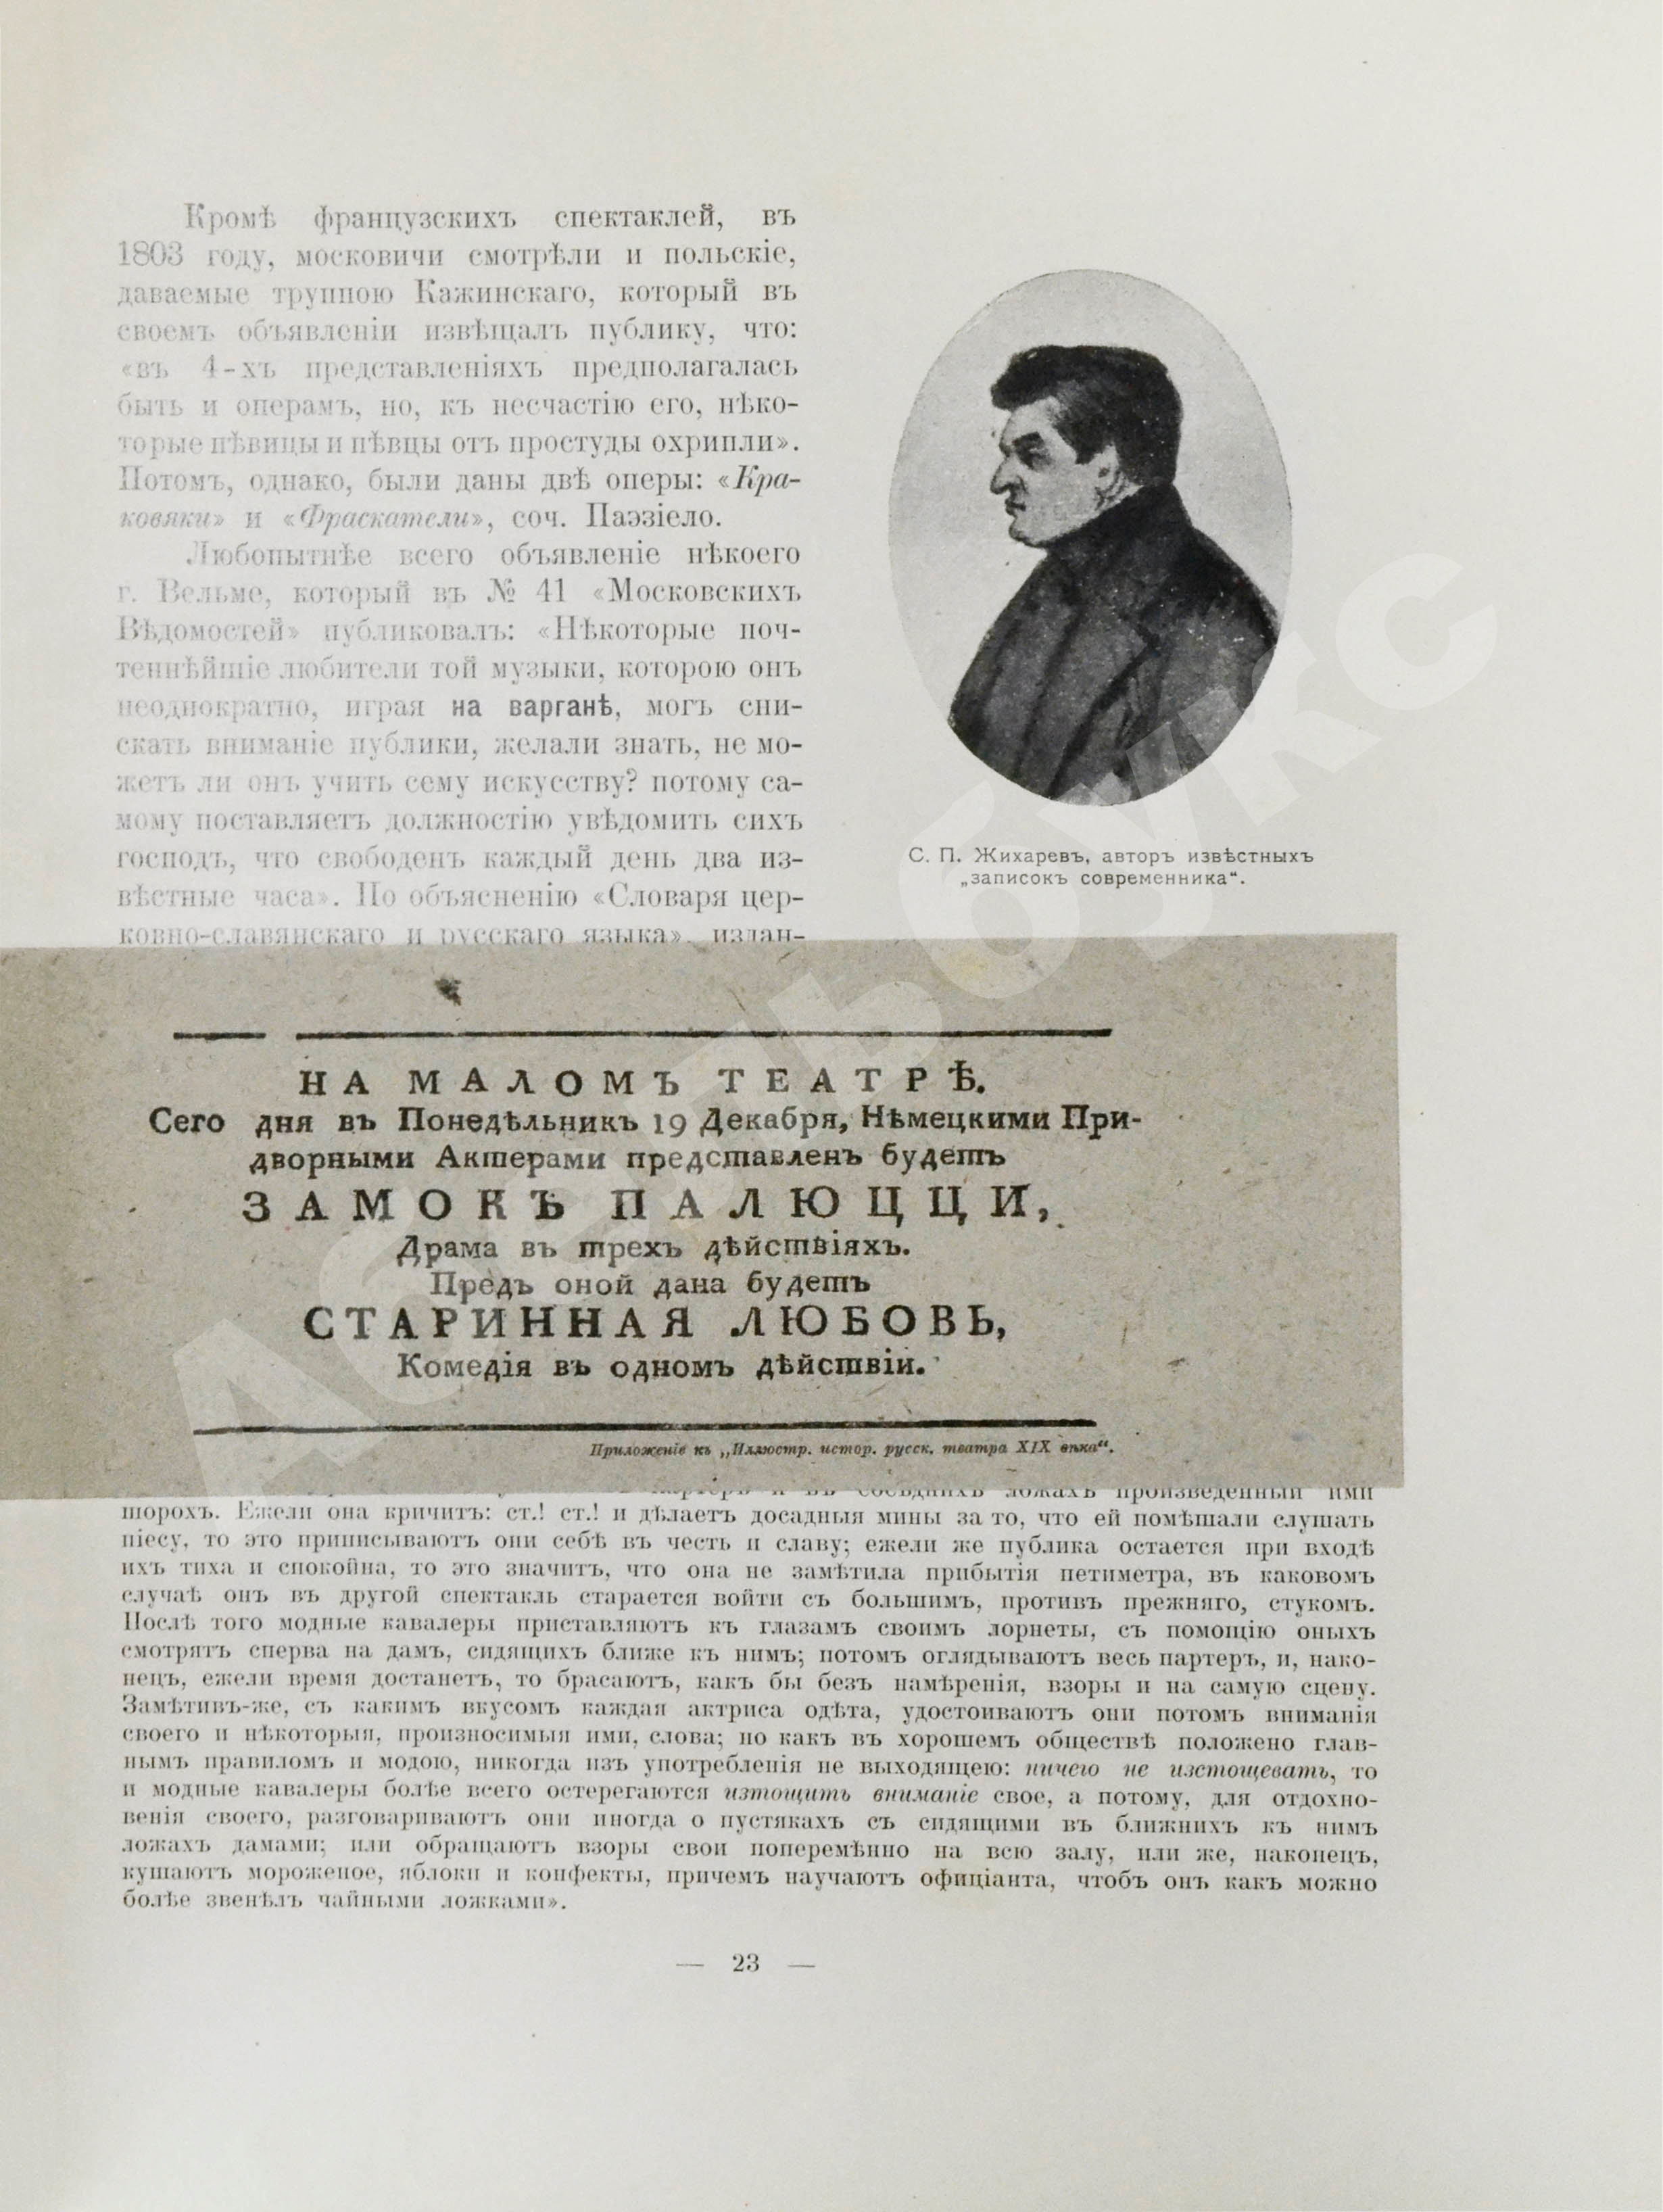 Кромѣ французскихъ спектаклей, въ
1803 году, московичи смотрѣли и польскіе,
даваемые труппою Кажинскаго, который въ
своемъ объявленіи извѣщалъ публику, что:
«въ 4-хъ представленіяхъ предполагалась
быть и операмъ, но, къ несчастію его, нѣко-
торые пѣвицы и пѣвцы отъ простуды охрипли».
Потомъ, однако, были даны двѣ оперы: «Кра-
ковяки» и «Фраскатели», соч. Паэзіело.
Любопытнѣе всего объявленіе нѣкоего
г. Вельме, который въ № 41 «Московскихъ
Вѣдомостей» публиковалъ: «Нѣкоторые поч-
теннѣйшіе любители той музыки, которою онъ
неоднократно, играя на варганѣ, могъ сни-
скать вниманіе публики, желали знать, не мо-
жетъ ли онъ учить сему искусству? потому са-
мому поставляетъ должностію увѣдомить сихъ
господъ, что свободенъ каждый день два из-
вѣстные часа». По объясненію «Словаря цер-
ковно-славянскаго и русскаго языка», издан-
С. П. Жихаревъ, авторъ извѣстныхъ
„записокъ современника“.
НА МАЛОМЪ ТЕАТРѢ.
Сего дня въ Понедѣльникъ 19 Декабря, Нѣмецкими При-
дворными Актерами представленъ будетъ
ЗАМОКЪ ПАЛЮЦЦИ,
Драма въ трехъ дѣйствіяхъ.
Предъ оной дана будетъ
СТАРИННАЯ ЛЮБОВЬ,
Комедія въ одномъ дѣйствіи.
Приложеніе къ „Иллюстр. истор. русск. театра XIX вѣка“.
и въ сосѣднихъ ложахъ произведенный ими
шорохъ. Ежели она кричитъ: ст.! ст.! и дѣлаетъ досадныя мины за то, что ей помѣшали слушать
піесу, то это приписываютъ они себѣ въ честь и славу; ежели же публика остается при входѣ
ихъ тиха и спокойна, то это значитъ, что она не замѣтила прибытія петиметра, въ каковомъ
случаѣ онъ въ другой спектакль старается войти съ большимъ, противъ прежняго, стукомъ.
Послѣ того модные кавалеры приставляютъ къ глазамъ своимъ лорнеты, съ помощію оныхъ
смотрятъ сперва на дамъ, сидящихъ ближе къ нимъ; потомъ оглядываютъ весь партеръ, и, нако-
нецъ, ежели время достанетъ, то брасаютъ, какъ бы безъ намѣренія, взоры и на самую сцену.
Замѣтивъ-же, съ какимъ вкусомъ каждая актриса одѣта, удостоиваютъ они потомъ вниманія
своего и нѣкоторыя, произносимыя ими, слова; но какъ въ хорошемъ обществѣ положено глав-
нымъ правиломъ и модою, никогда изъ употребленія не выходящею: ничего не изстощевать, то
и модные кавалеры болѣе всего остерегаются изтощить вниманіе свое, а потому, для отдохно-
венія своего, разговариваютъ они иногда о пустякахъ съ сидящими въ ближнихъ къ нимъ
ложахъ дамами; или обращаютъ взоры свои поперемѣнно на всю залу, или же, наконецъ,
кушаютъ мороженое, яблоки и конфекты, причемъ научаютъ офиціанта, чтобъ онъ какъ можно
болѣе звенѣлъ чайными ложками».
— 23 —